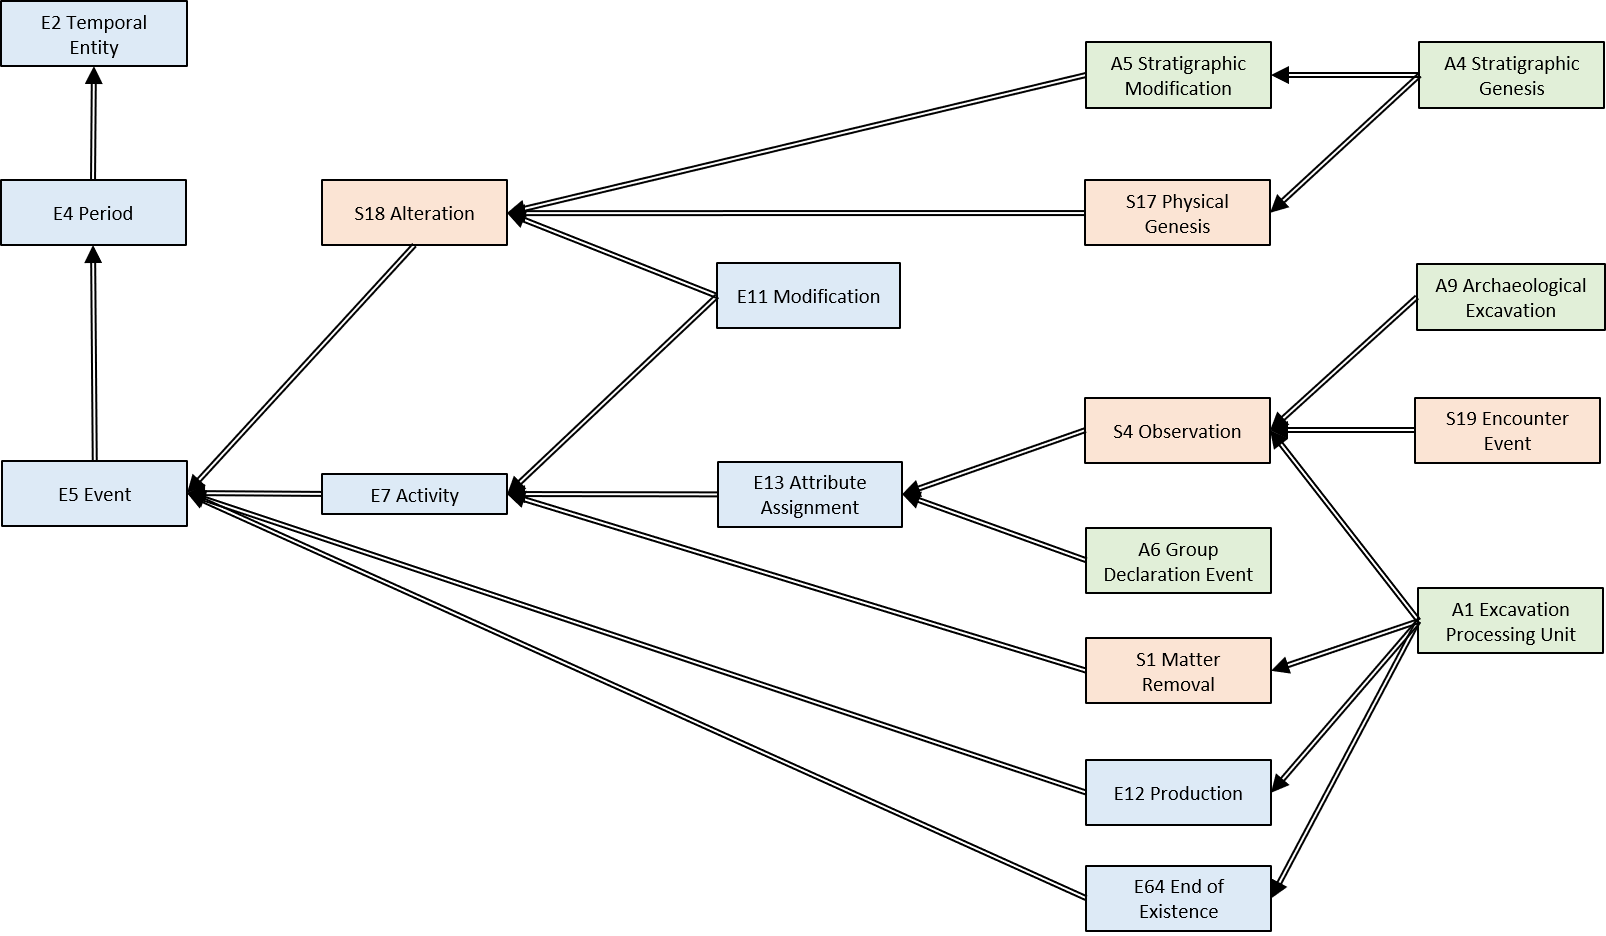 E2 Temporal
Entity
A5 Stratigraphic
Modification
A4 Stratigraphic
Genesis
E4 Period
S18 Alteration
S17 Physical
Genesis
E11 Modification
A9 Archaeological
Excavation
S4 Observation
S19 Encounter
Event
E5 Event
E7 Activity
E13 Attribute
Assignment
A6 Group
Declaration Event
A1 Excavation
Processing Unit
S1 Matter
Removal
E12 Production
E64 End of
Existence